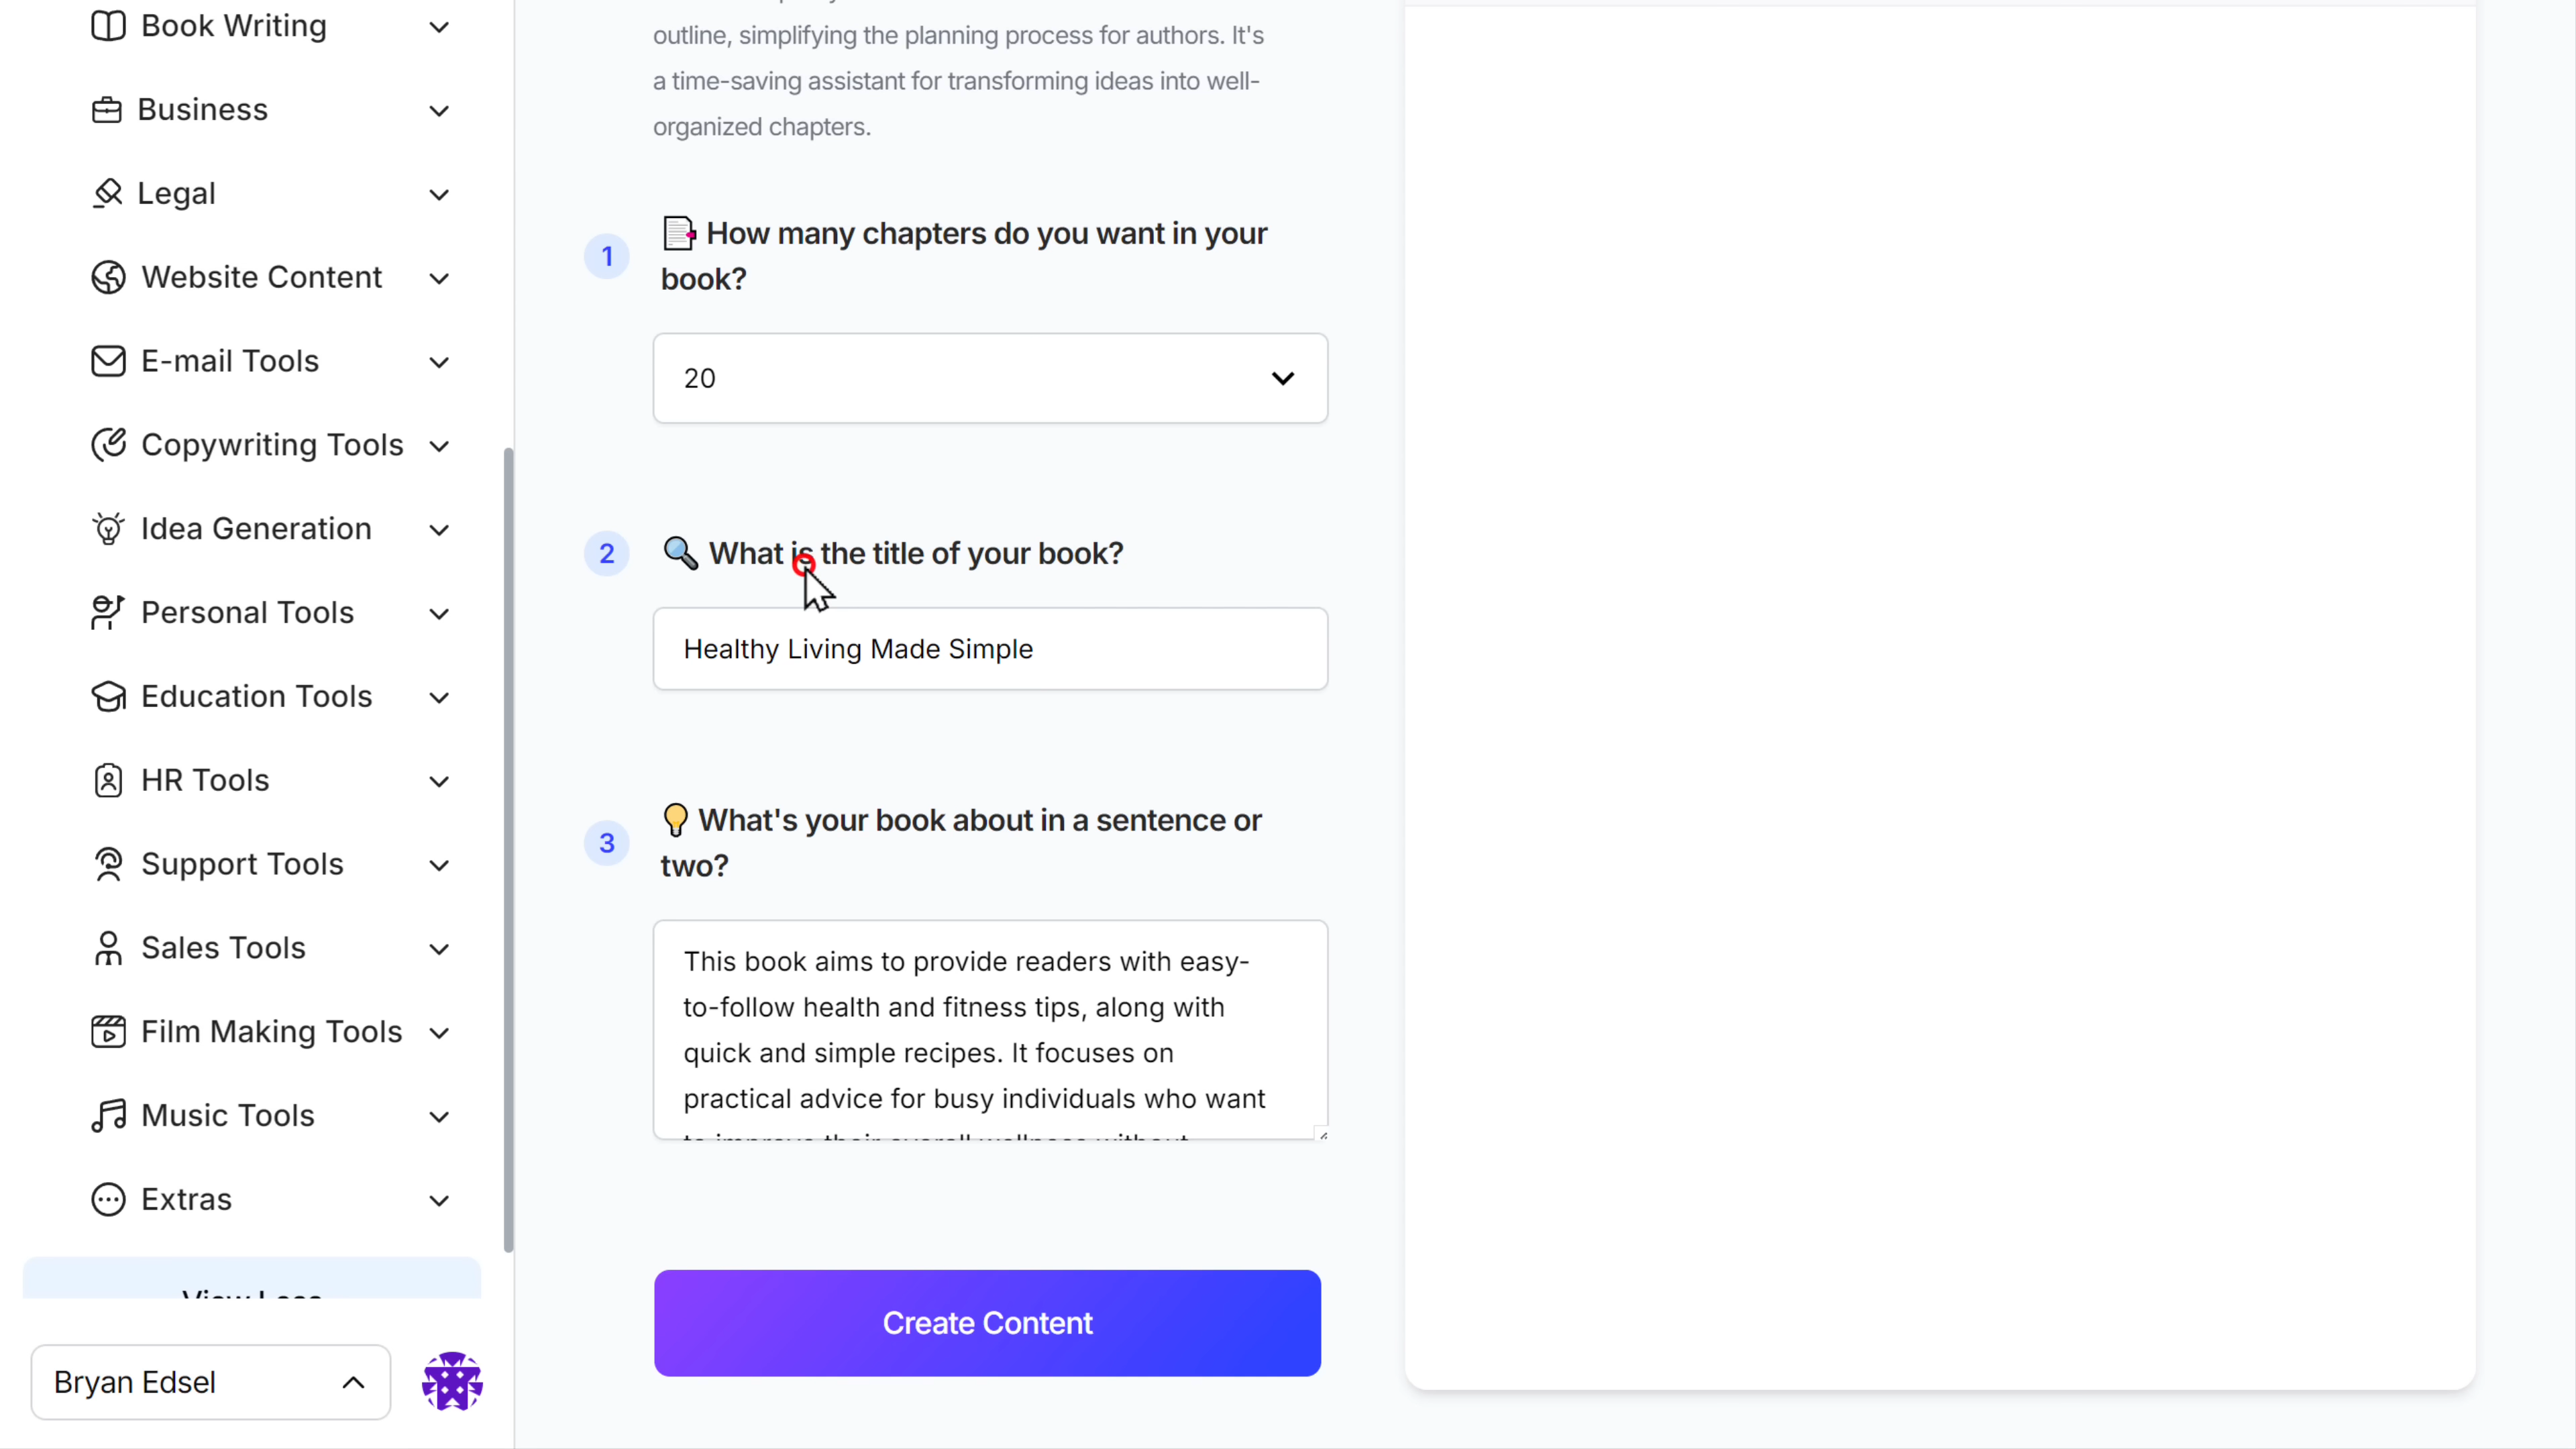 Book Writing
Business
Legal
Website Content
E-mail Tools
Copywriting Tools
Idea Generation
Personal Tools
Education Tools
HR Tools
Support Tools
Sales Tools
Film Making Tools
Music Tools
Extras
View Less
Bryan Edsel
outline, simplifying the planning process for authors. It's
a time-saving assistant for transforming ideas into well-
organized chapters.
1
How many chapters do you want in your
book?
20
2
What is the title of your book?
Healthy Living Made Simple
3
What's your book about in a sentence or
two?
This book aims to provide readers with easy-
to-follow health and fitness tips, along with
quick and simple recipes. It focuses on
practical advice for busy individuals who want
to improve their overall wellness without
Create Content